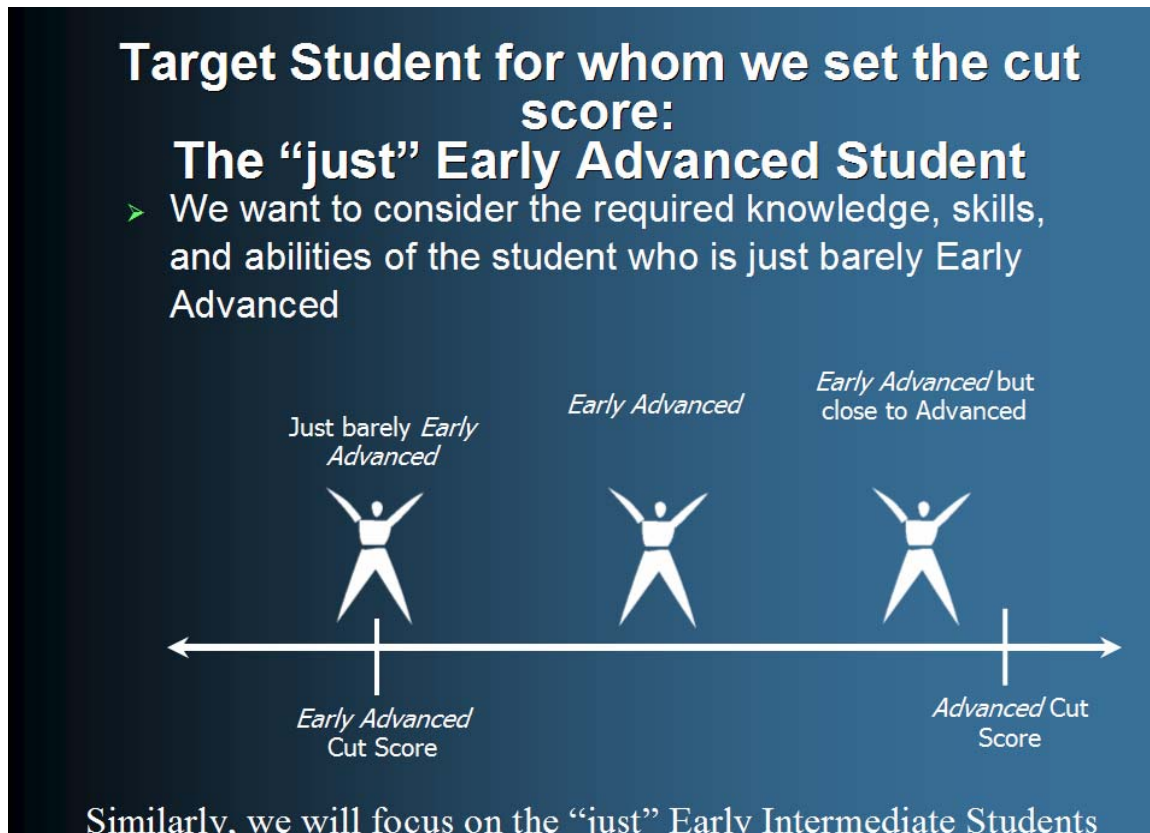 Target Student for whom we set the cut
score:
The “just” Early Advanced Student
We want to consider the required knowledge, skills,
and abilities of the student who is just barely Early
Advanced
Just barely Early
Advanced
Early Advanced
Early Advanced but
close to Advanced
Early Advanced
Cut Score
Advanced Cut
Score
Similarly, we will focus on the “just” Early Intermediate Students